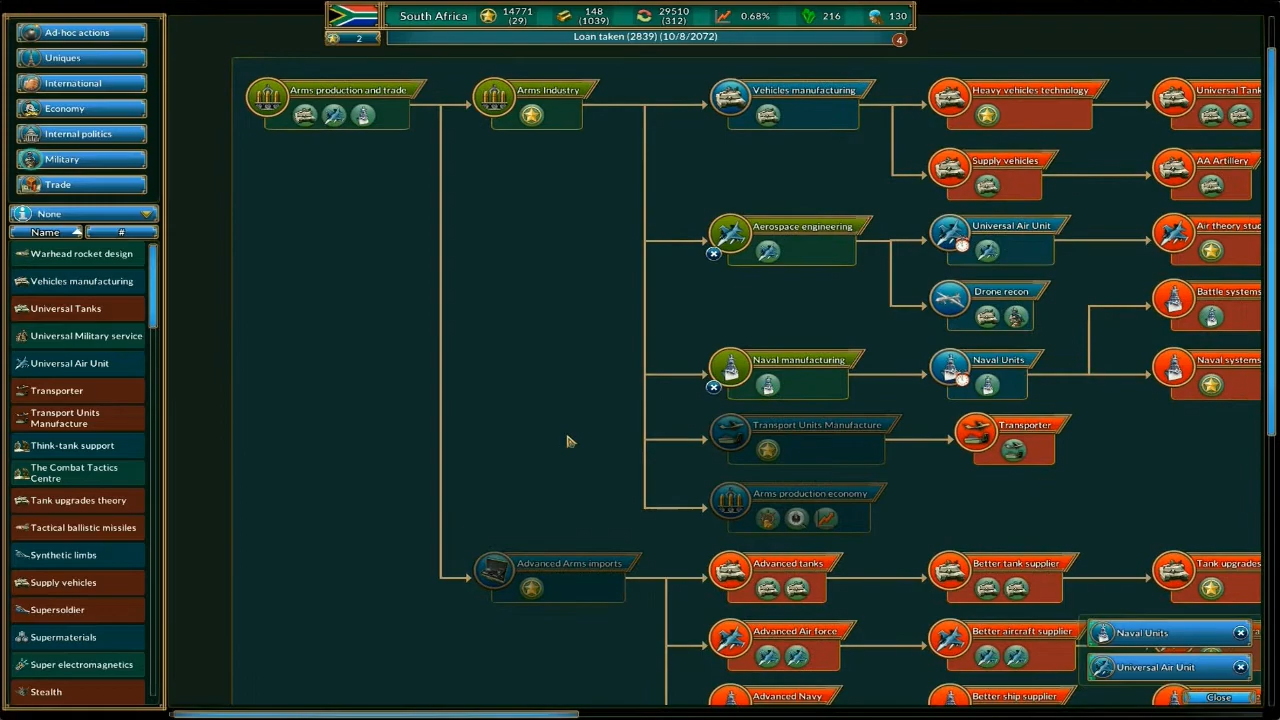 South Africa
14771
(29)
148
(1039)
29510
(312)
0.68%
216
130
2
Loan taken (2839) (10/8/2072)
4
Ad-hoc actions
Uniques
International
Economy
Internal politics
Military
Trade
None
Name
#
Warhead rocket design
Vehicles manufacturing
Universal Tanks
Universal Military service
Universal Air Unit
Transporter
Transport Units
Manufacture
Think-tank support
The Combat Tactics
Centre
Tank upgrades theory
Tactical ballistic missiles
Synthetic limbs
Supply vehicles
Supersoldier
Supermaterials
Super electromagnetics
Stealth
Arms production and trade
Arms Industry
Vehicles manufacturing
Heavy vehicles technology
Universal Tank
Supply vehicles
AA Artillery
Aerospace engineering
Universal Air Unit
Air theory stud
Drone recon
Battle systems
Naval manufacturing
Naval Units
Naval systems
Transport Units Manufacture
Transporter
Arms production economy
Advanced Arms imports
Advanced tanks
Better tank supplier
Tank upgrades
Advanced Air force
Better aircraft supplier
Naval Units
Universal Air Unit
Advanced Navy
Better ship supplier
Close